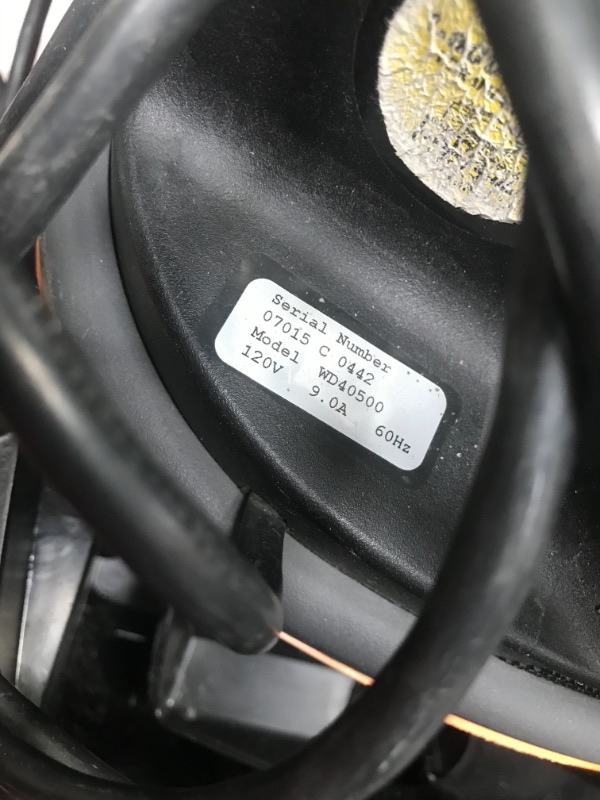 Serial Number
07015 C 0442
Model WD40500
120V 9.0A 60Hz